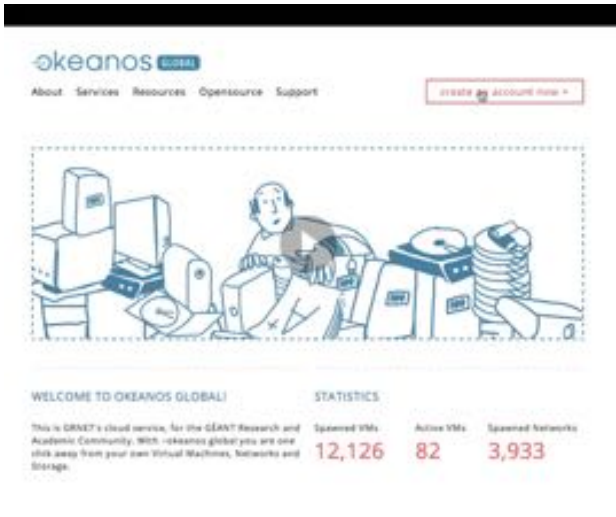 ~okeanos GLOBAL
About Services Resources Opensource Support
create an account now »
WELCOME TO OKEANOS GLOBAL!
This is GRNET's cloud service, for the GÉANT Research and
Academic Community. With ~okeanos global you are one
click away from your own Virtual Machines, Networks and
Storage.
STATISTICS
Spawned VMs Active VMs Spawned Networks
12,126 82 3,933